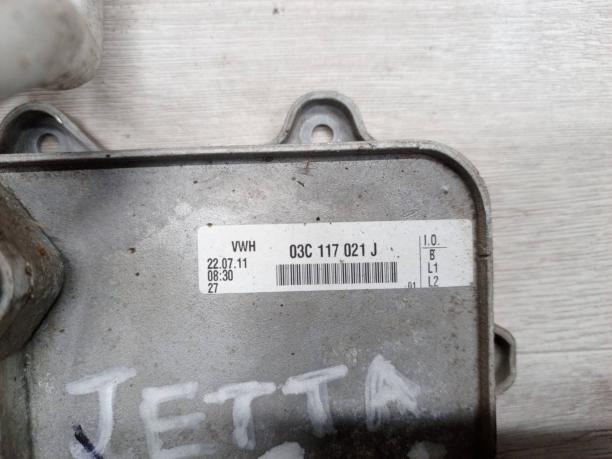 VWH 03C 117 021 J
22.07.11
08:30
27
01
I.O.
B
L1
L2
JETTA